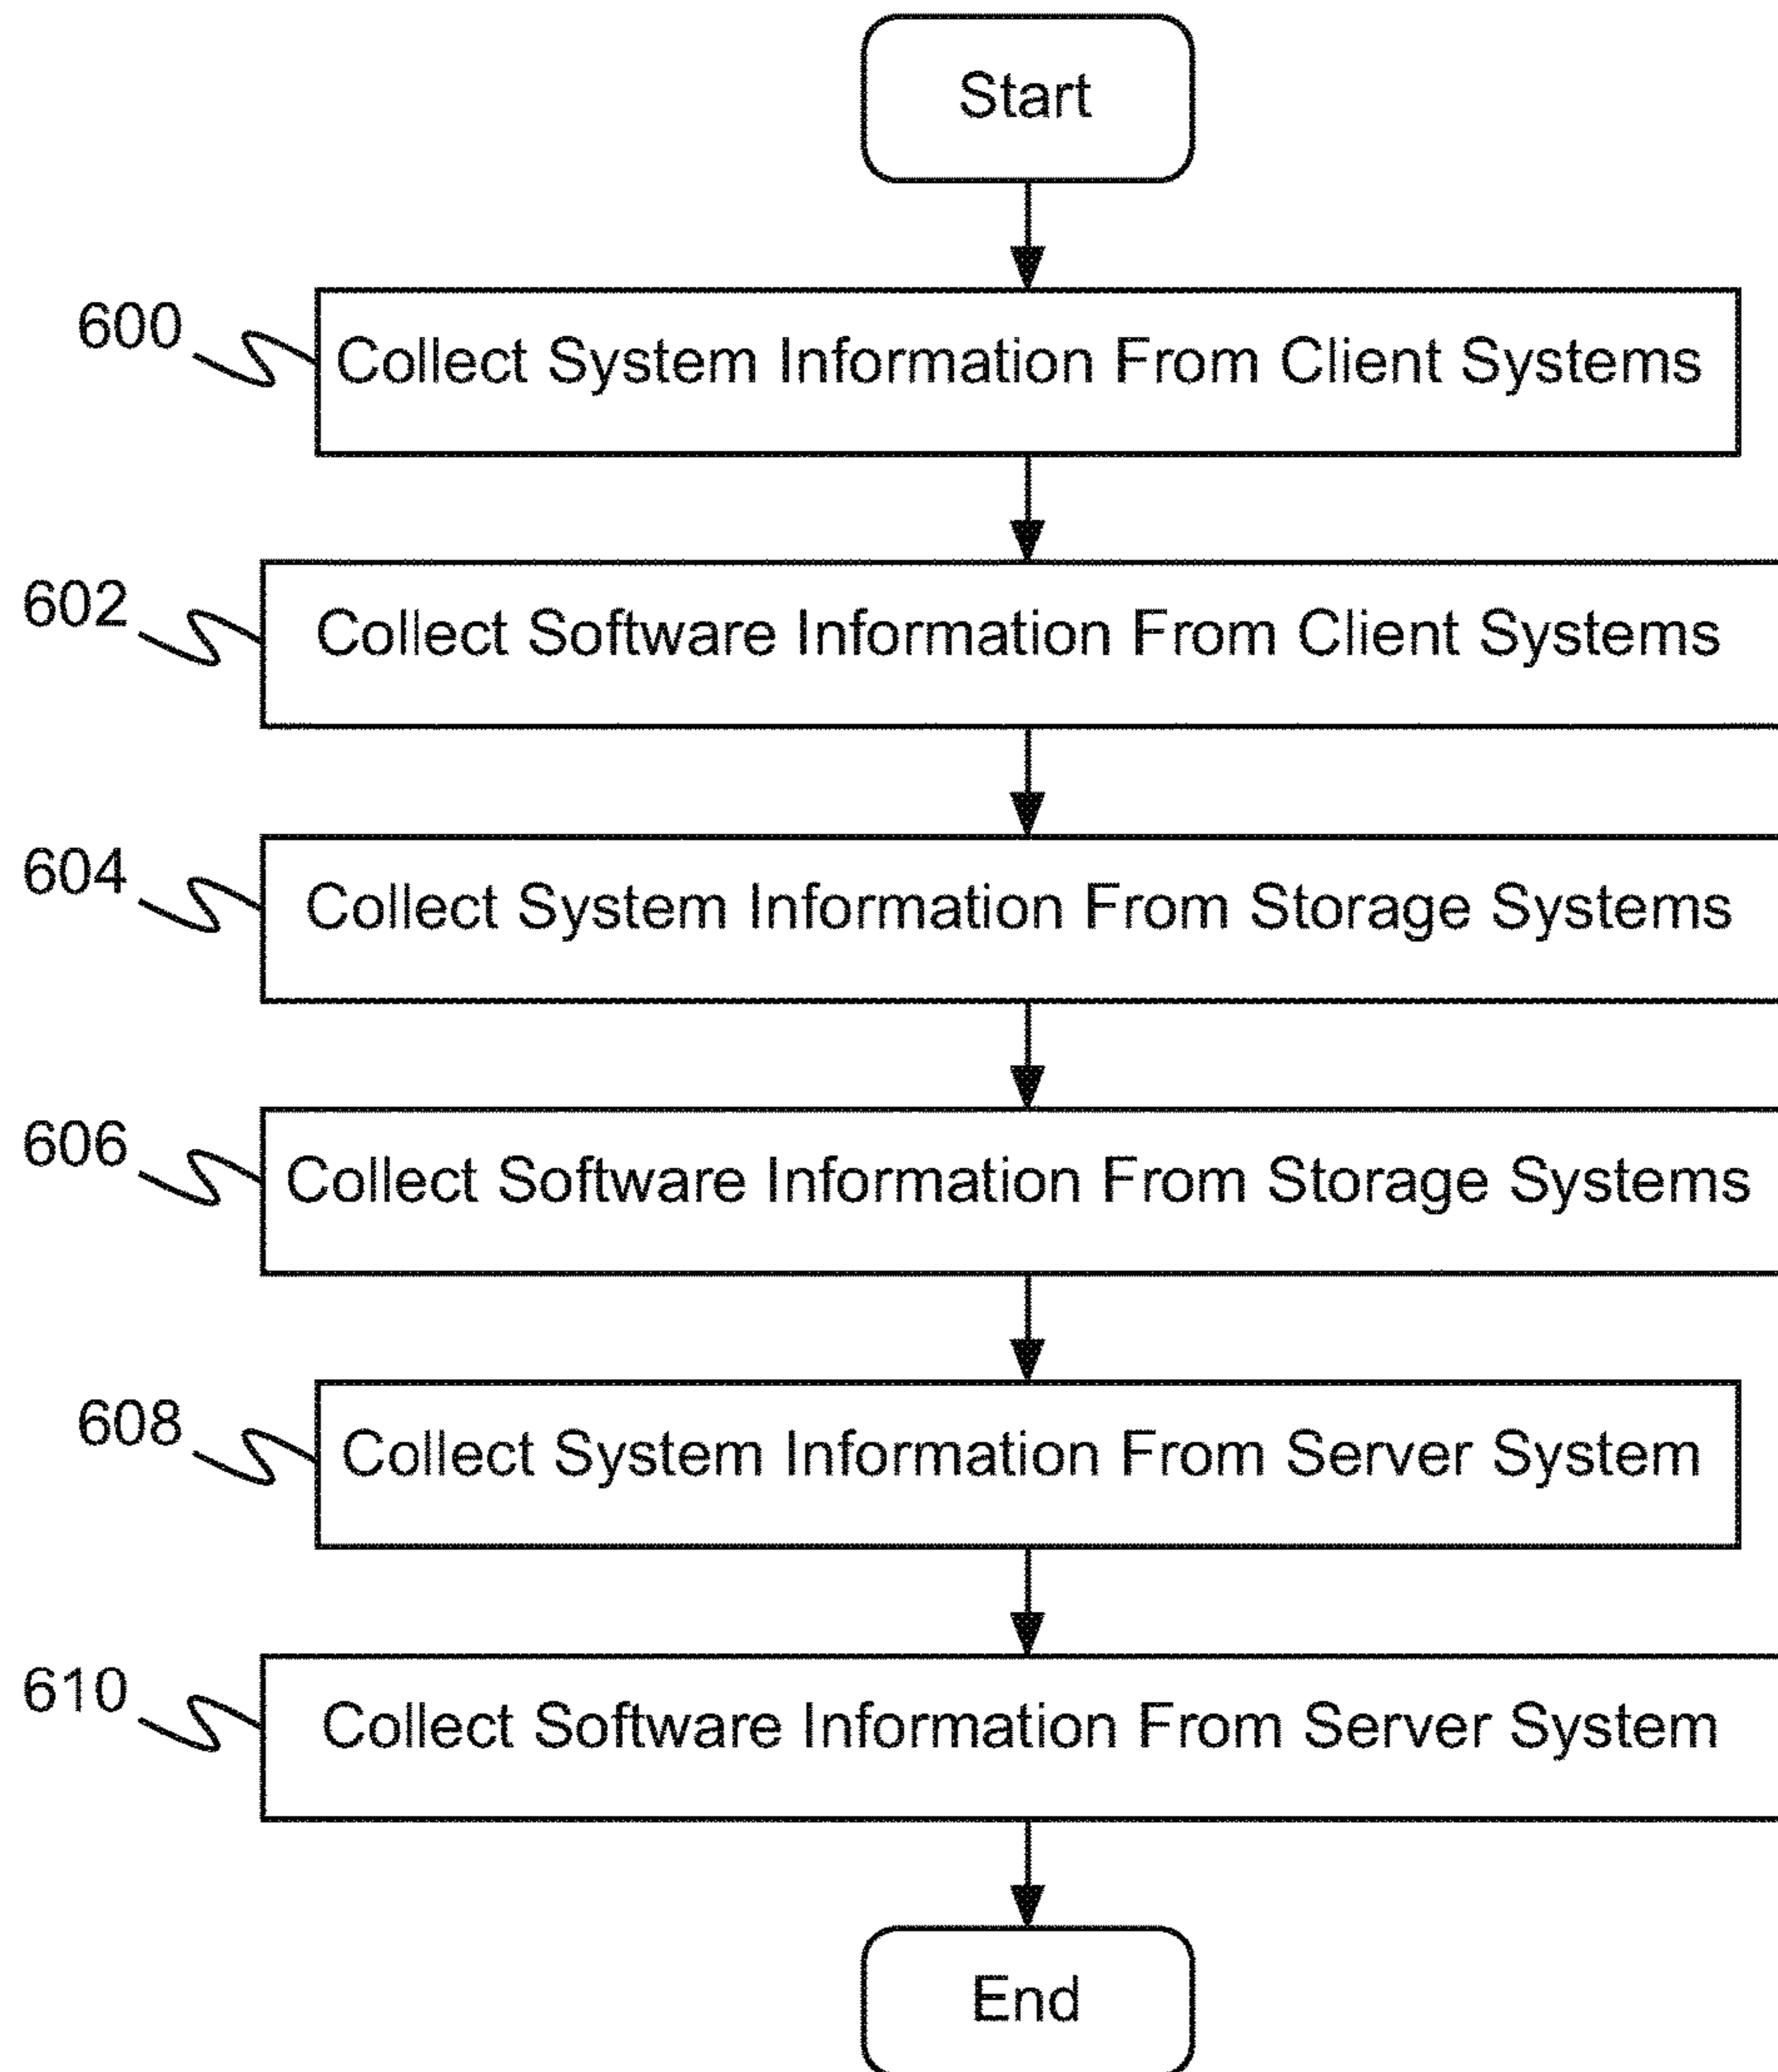 Start
600
Collect System Information From Client Systems
602
Collect Software Information From Client Systems
604
Collect System Information From Storage Systems
606
Collect Software Information From Storage Systems
608
Collect System Information From Server System
610
Collect Software Information From Server System
End